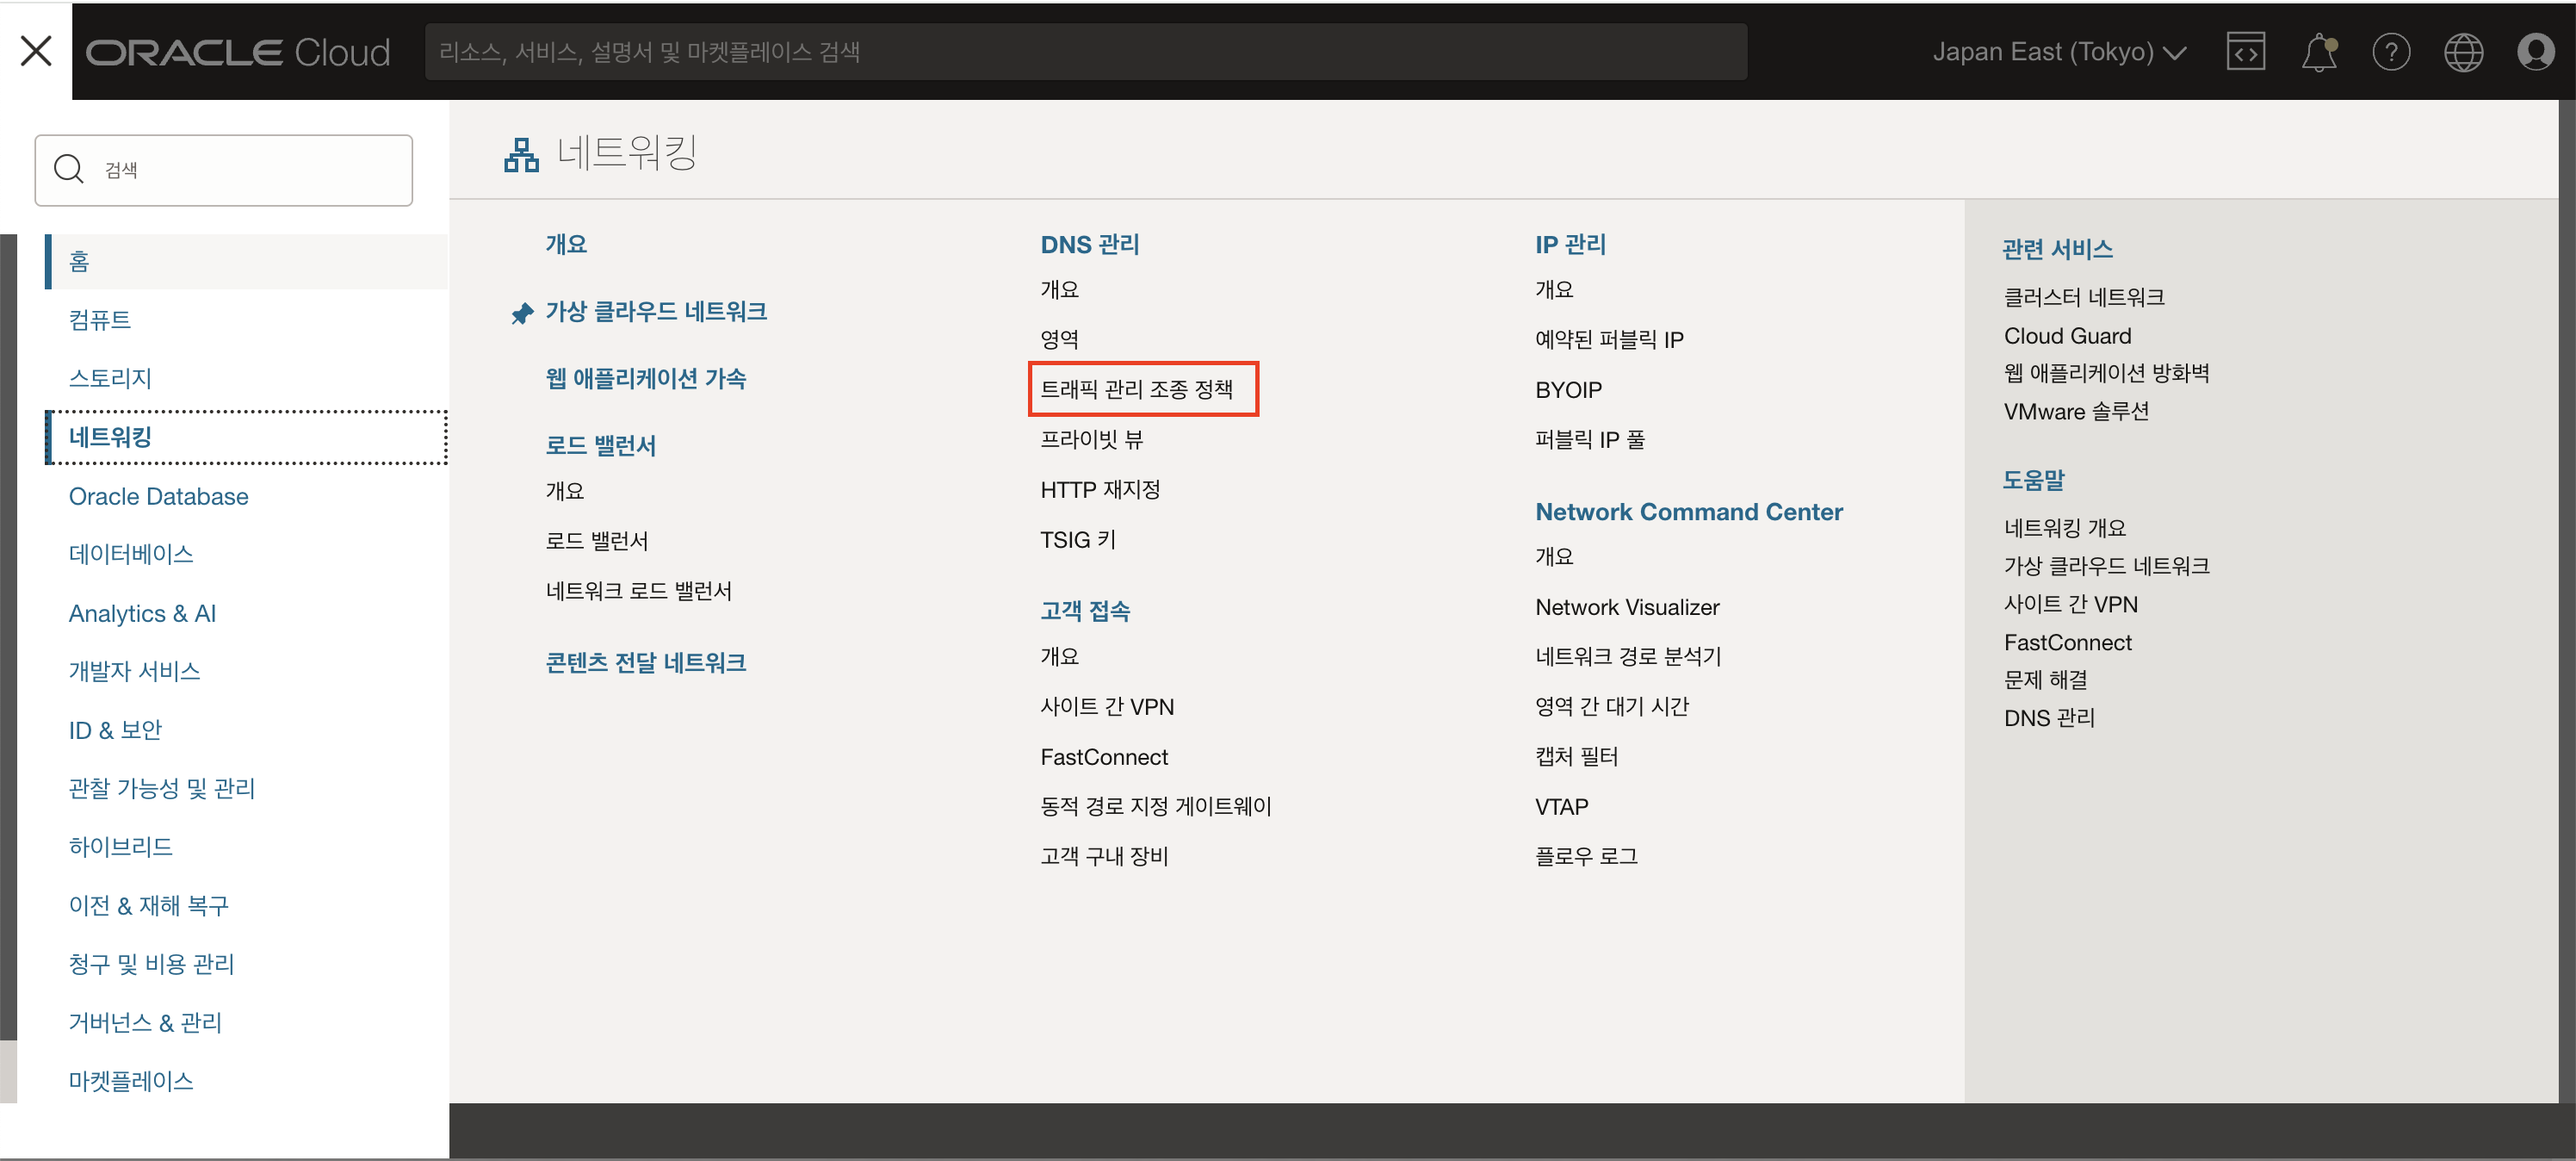 ORACLE Cloud
리소스, 서비스, 설명서 및 마켓플레이스 검색
Japan East (Tokyo)
검색
홈
컴퓨트
스토리지
네트워킹
Oracle Database
데이터베이스
Analytics & AI
개발자 서비스
ID & 보안
관찰 가능성 및 관리
하이브리드
이전 & 재해 복구
청구 및 비용 관리
거버넌스 & 관리
마켓플레이스
네트워킹
개요
가상 클라우드 네트워크
웹 애플리케이션 가속
로드 밸런서
개요
로드 밸런서
네트워크 로드 밸런서
콘텐츠 전달 네트워크
DNS 관리
개요
영역
트래픽 관리 조종 정책
프라이빗 뷰
HTTP 재지정
TSIG 키
고객 접속
개요
사이트 간 VPN
FastConnect
동적 경로 지정 게이트웨이
고객 구내 장비
IP 관리
개요
예약된 퍼블릭 IP
BYOIP
퍼블릭 IP 풀
Network Command Center
개요
Network Visualizer
네트워크 경로 분석기
영역 간 대기 시간
캡처 필터
VTAP
플로우 로그
관련 서비스
클러스터 네트워크
Cloud Guard
웹 애플리케이션 방화벽
VMware 솔루션
도움말
네트워킹 개요
가상 클라우드 네트워크
사이트 간 VPN
FastConnect
문제 해결
DNS 관리